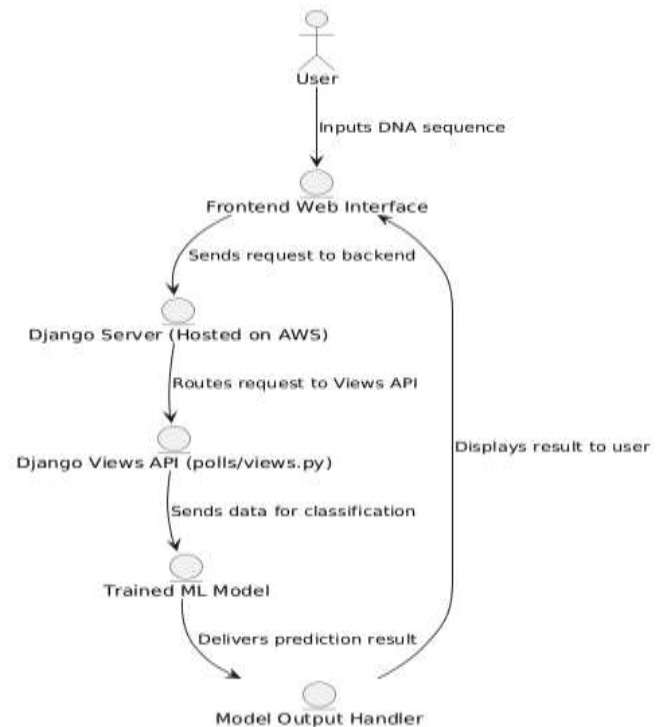 User
Inputs DNA sequence
Frontend Web Interface
Sends request to backend
Django Server (Hosted on AWS)
Routes request to Views API
Django Views API (polls/views.py)
Displays result to user
Sends data for classification
Trained ML Model
Delivers prediction result
Model Output Handler